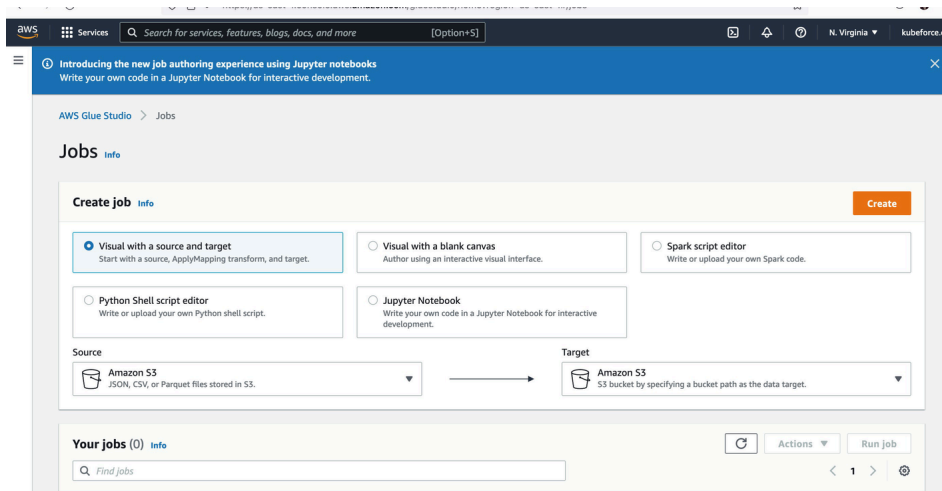 aws
Services
Search for services, features, blogs, docs, and more
[Option+S]
N. Virginia
Introducing the new job authoring experience using Jupyter notebooks
Write your own code in a Jupyter Notebook for interactive development.
AWS Glue Studio
Jobs
Jobs Info
Create job Info
Create
Visual with a source and target
Start with a source, ApplyMapping transform, and target.
Visual with a blank canvas
Author using an interactive visual interface.
Spark script editor
Write or upload your own Spark code.
Python Shell script editor
Write or upload your own Python shell script.
Jupyter Notebook
Write your own code in a Jupyter Notebook for interactive
development.
Source
Target
Amazon S3
JSON, CSV, or Parquet files stored in S3.
Amazon S3
S3 bucket by specifying a bucket path as the data target.
Your jobs (0) Info
Actions
Run job
Find jobs
1